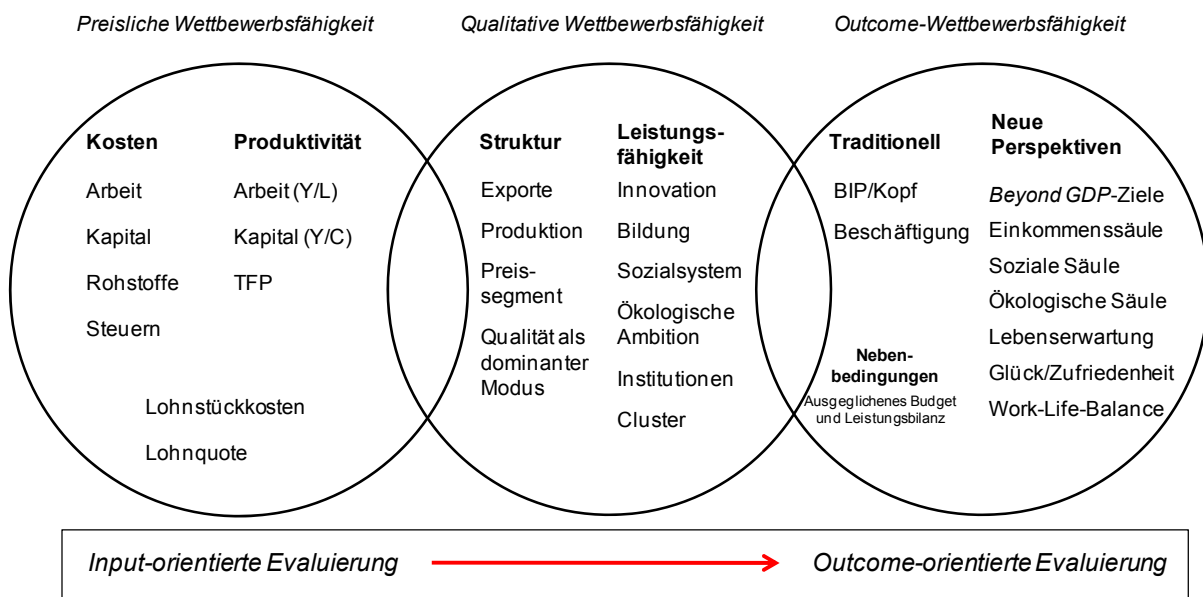 Preisliche Wettbewerbsfähigkeit
Qualitative Wettbewerbsfähigkeit
Outcome-Wettbewerbsfähigkeit
Kosten
Arbeit
Kapital
Rohstoffe
Steuern
Produktivität
Arbeit (Y/L)
Kapital (Y/C)
TFP
Lohnstückkosten
Lohnquote
Struktur
Exporte
Produktion
Preis-
segment
Qualität als
dominanter
Modus
Leistungs-
fähigkeit
Innovation
Bildung
Sozialsystem
Ökologische
Ambition
Institutionen
Cluster
Traditionell
BIP/Kopf
Beschäftigung
Neben-
bedingungen
Ausgeglichenes Budget
und Leistungsbilanz
Neue
Perspektiven
Beyond GDP-Ziele
Einkommenssäule
Soziale Säule
Ökologische Säule
Lebenserwartung
Glück/Zufriedenheit
Work-Life-Balance
Input-orientierte Evaluierung
Outcome-orientierte Evaluierung